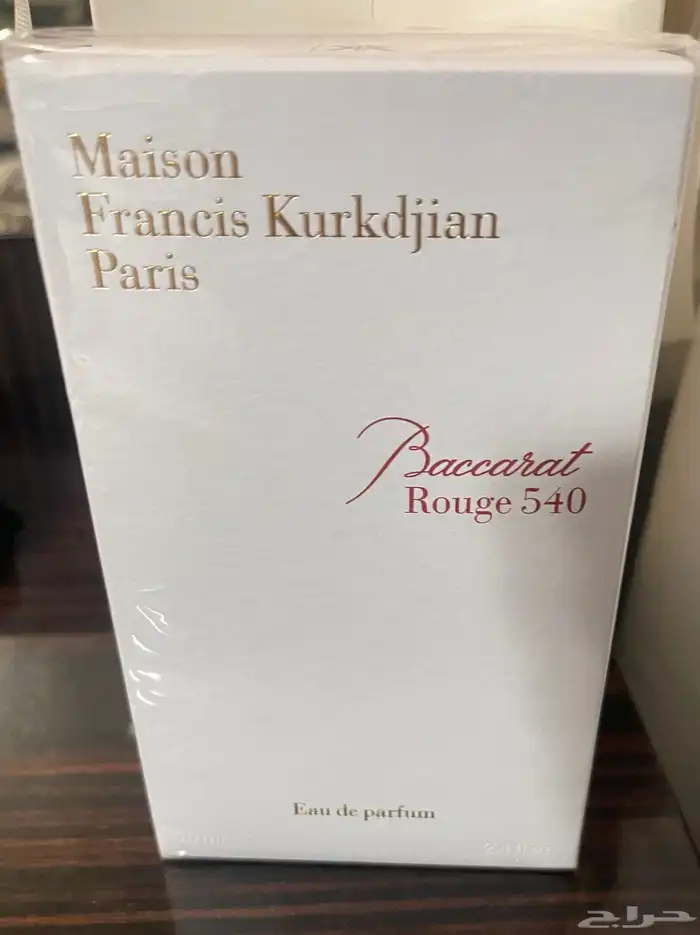 Maison
Francis Kurkdjian
Paris
Baccarat
Rouge 540
Eau de parfum
حراج